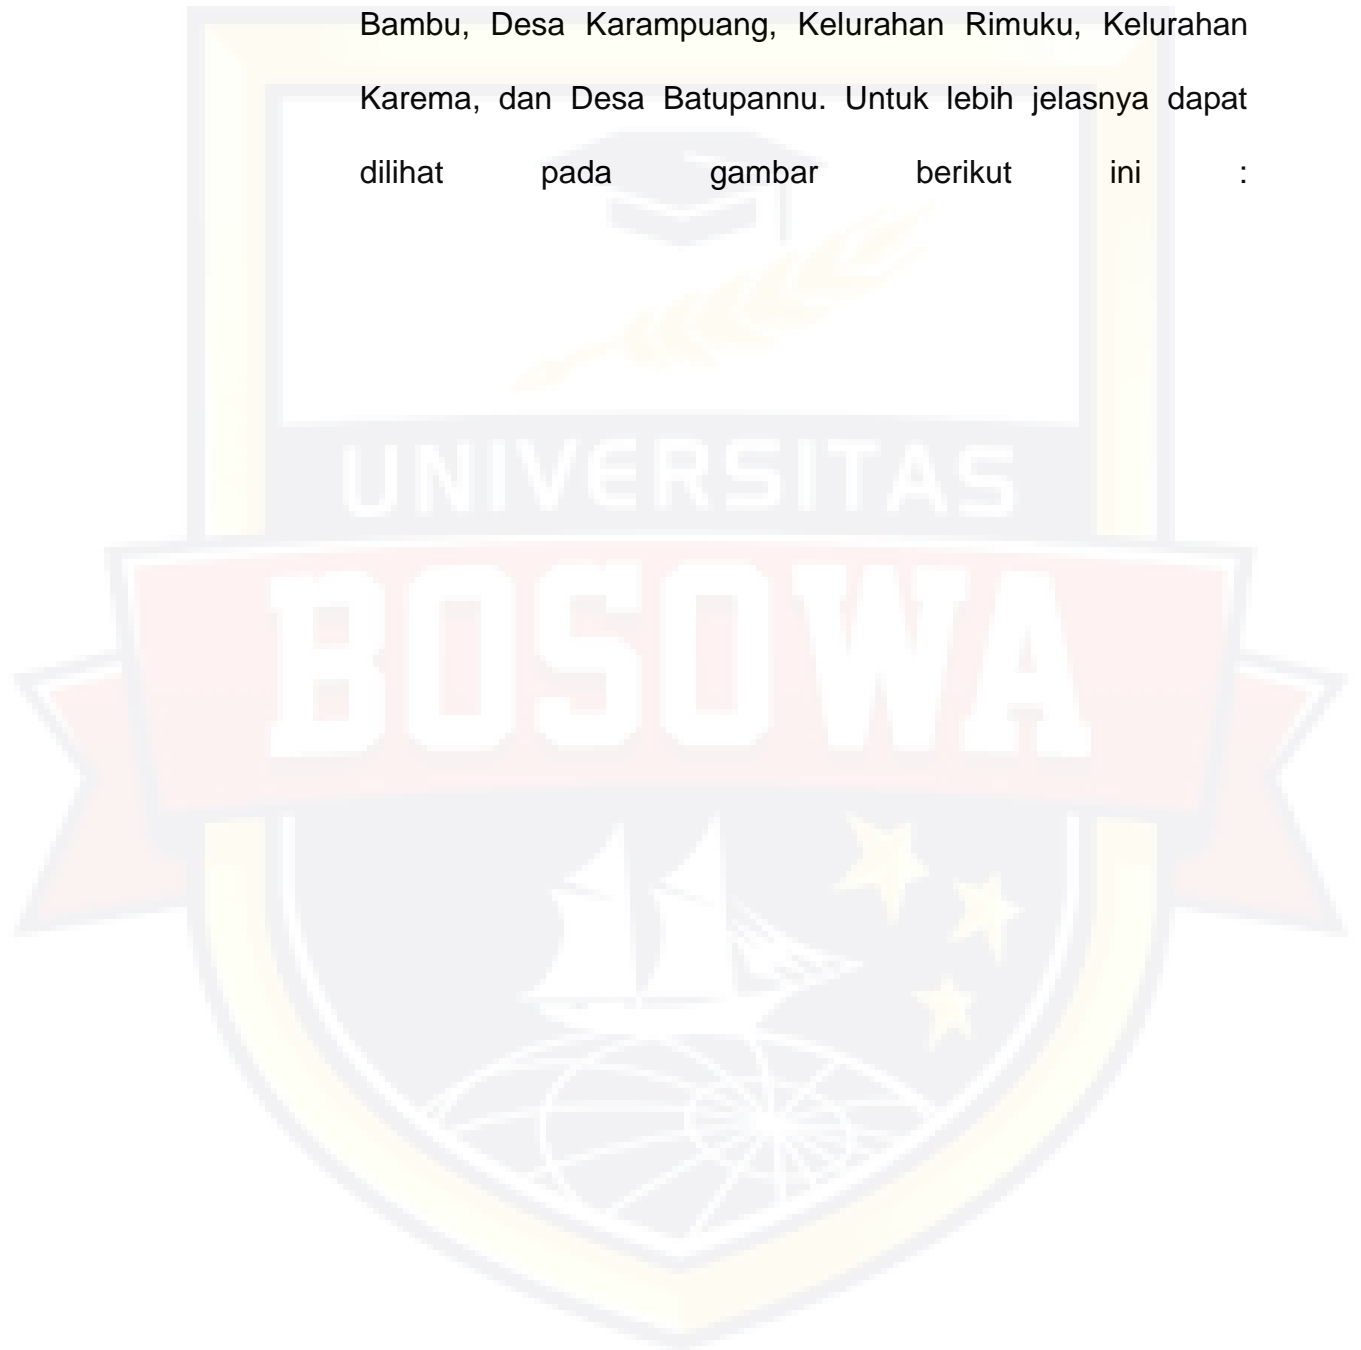 Bambu, Desa Karampuang, Kelurahan Rimuku, Kelurahan
Karema, dan Desa Batupannu. Untuk lebih jelasnya dapat
dilihat pada gambar berikut ini :
UNIVERSITAS
BOSOWA